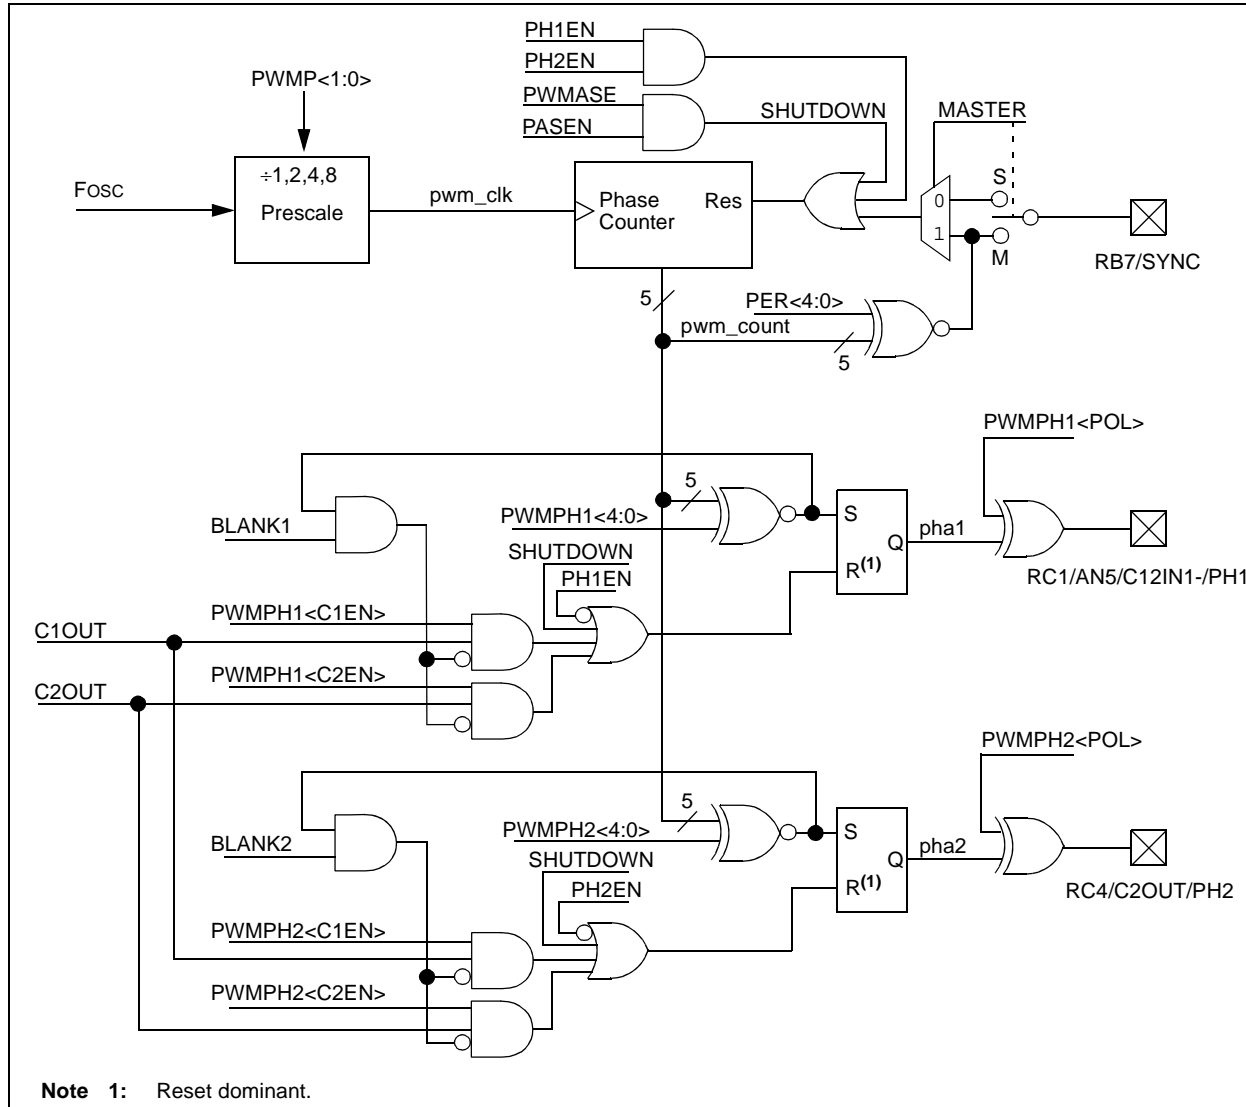 PH1EN
PH2EN
PWMP<1:0>
PWMASE
PASEN
SHUTDOWN
MASTER
FOSC
÷1,2,4,8
Prescale
pwm_clk
Phase
Counter
Res
0
1
S
M
RB7/SYNC
5
PER<4:0>
pwm_count
5
PWMPH1<POL>
5
BLANK1
PWMPH1<4:0>
S
Q
R(1)
pha1
SHUTDOWN
PH1EN
RC1/AN5/C12IN1-/PH1
PWMPH1<C1EN>
C1OUT
PWMPH1<C2EN>
C2OUT
PWMPH2<POL>
5
BLANK2
PWMPH2<4:0>
S
Q
R(1)
pha2
SHUTDOWN
PH2EN
RC4/C2OUT/PH2
PWMPH2<C1EN>
PWMPH2<C2EN>
Note 1: Reset dominant.